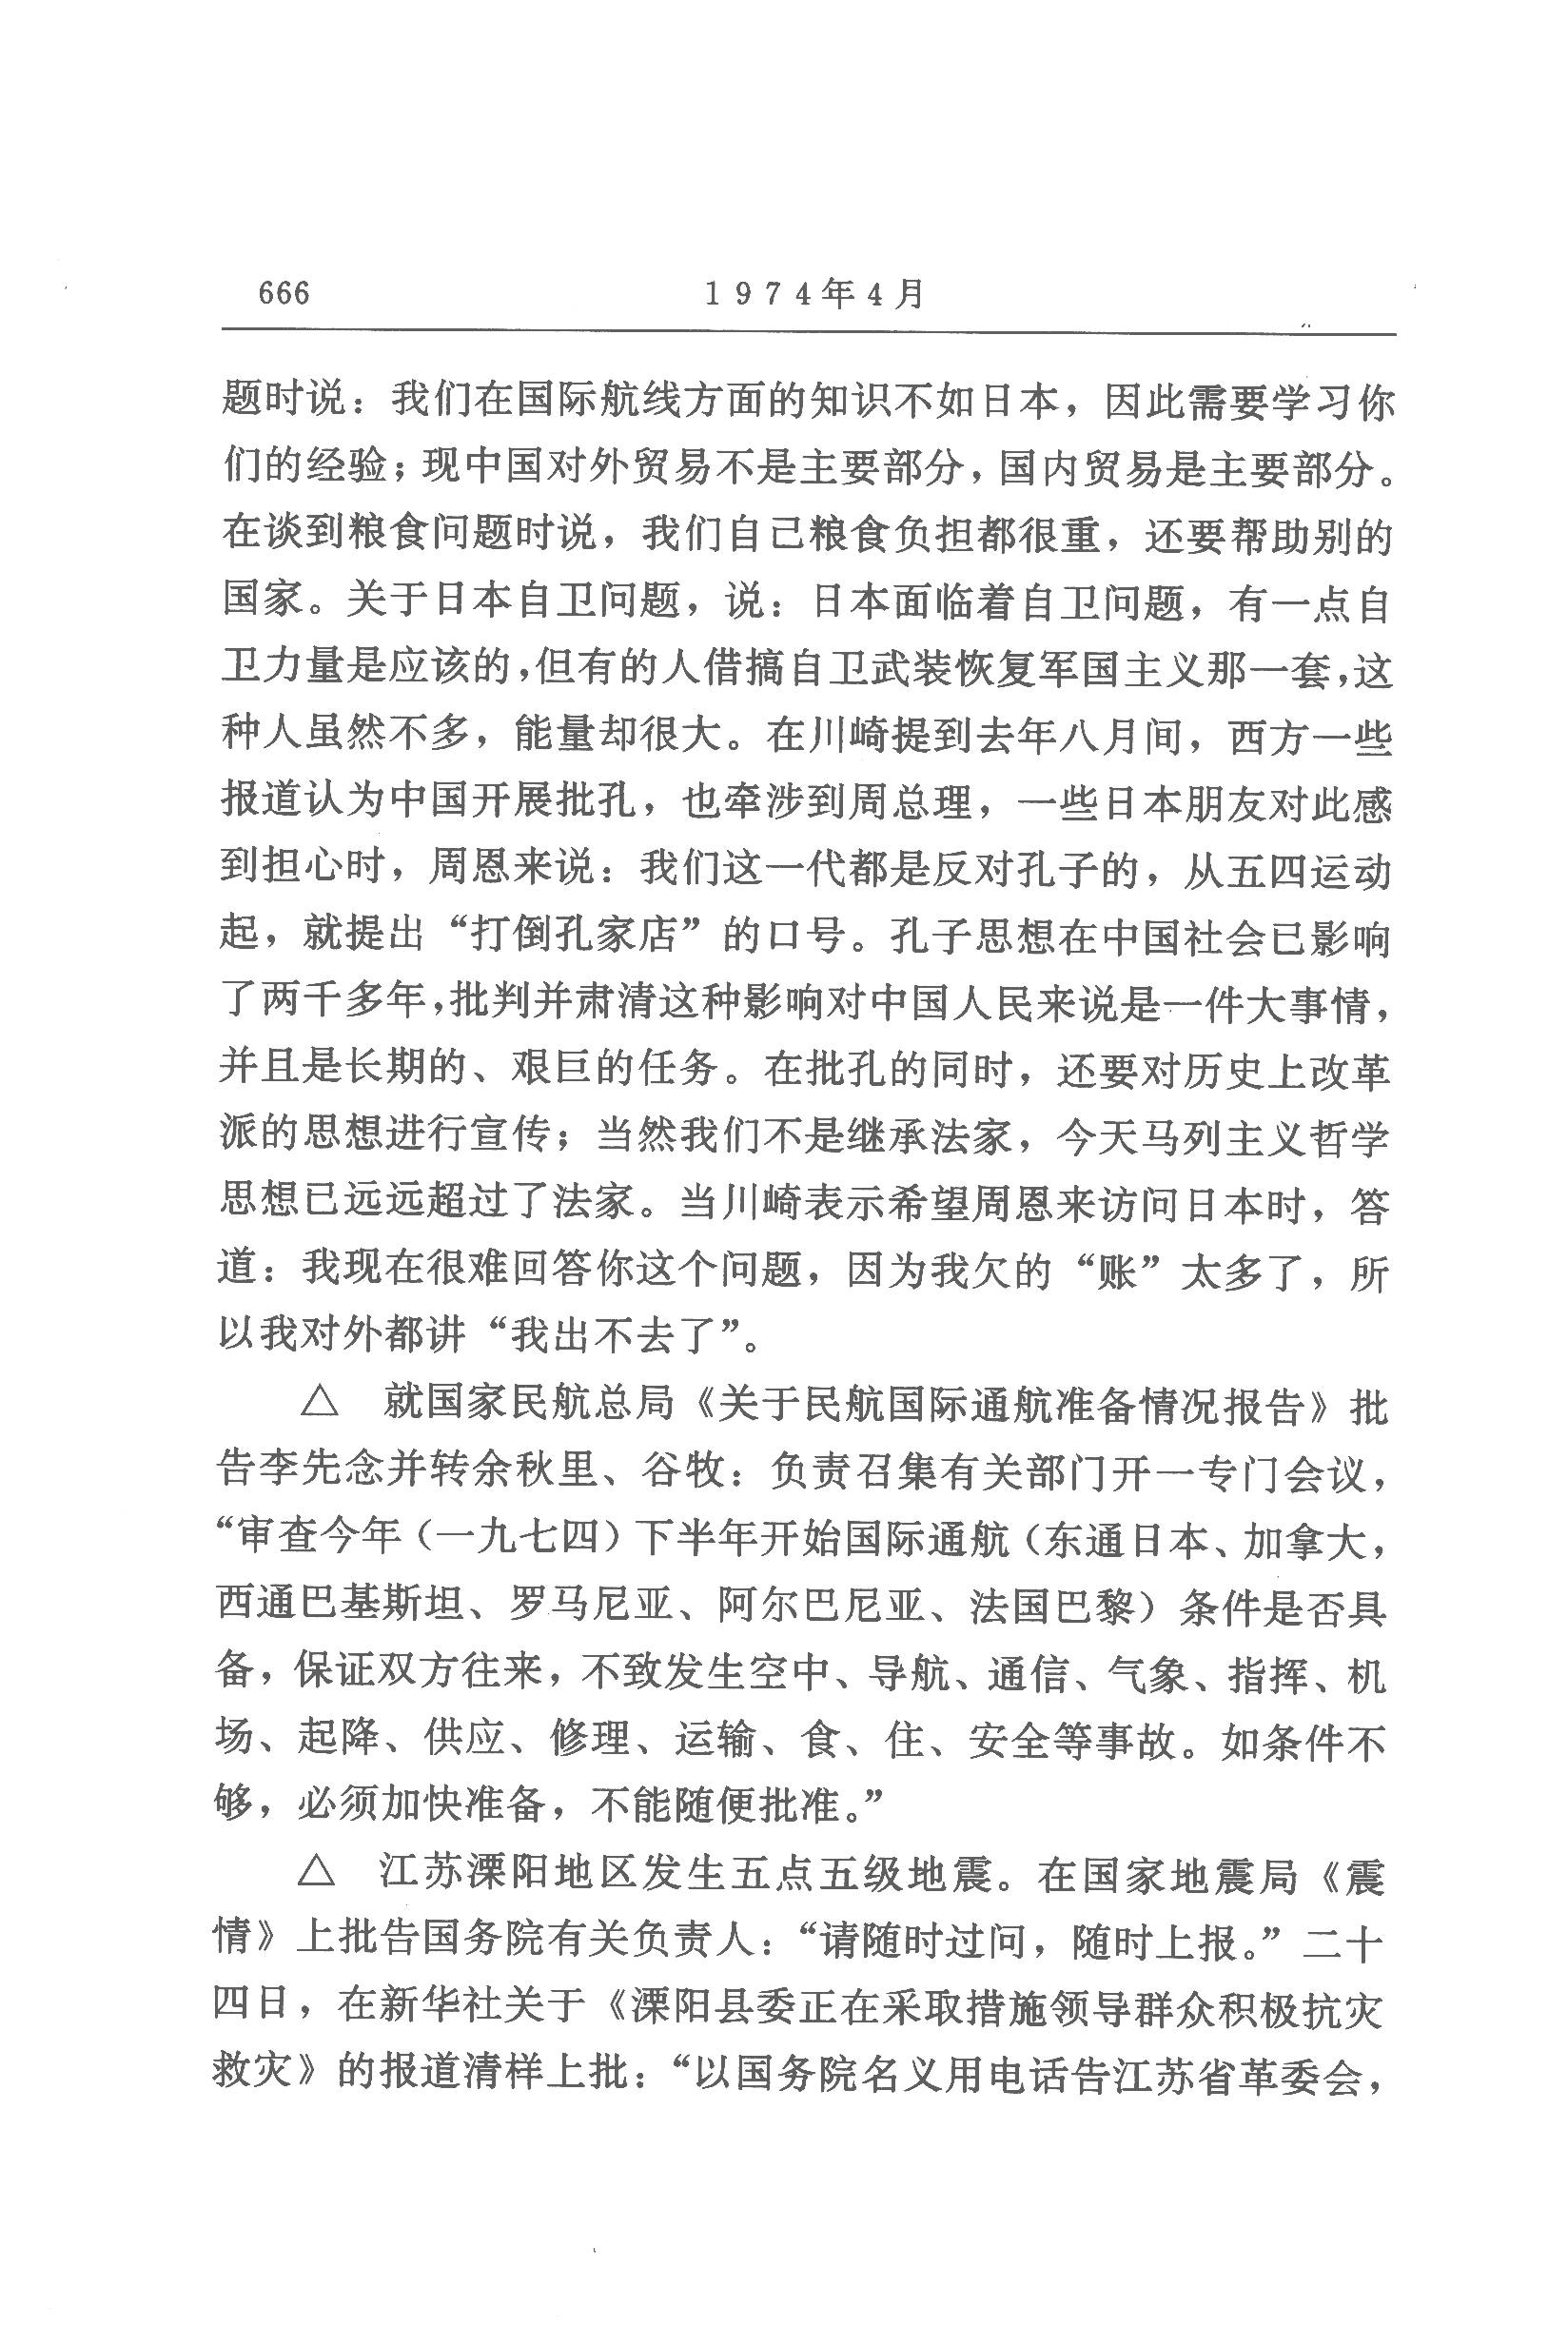 666 1974年4月
题时说：我们在国际航线方面的知识不如日本，因此需要学习你
们的经验；现中国对外贸易不是主要部分，国内贸易是主要部分。
在谈到粮食问题时说，我们自己粮食负担都很重，还要帮助别的
国家。关于日本自卫问题，说：日本面临着自卫问题，有一点自
卫力量是应该的，但有的人借搞自卫武装恢复军国主义那一套，这
种人虽然不多，能量却很大。在川崎提到去年八月间，西方一些
报道认为中国开展批孔，也牵涉到周总理，一些日本朋友对此感
到担心时，周恩来说：我们这一代都是反对孔子的，从五四运动
起，就提出“打倒孔家店”的口号。孔子思想在中国社会已影响
了两千多年，批判并肃清这种影响对中国人民来说是一件大事情，
并且是长期的、艰巨的任务。在批孔的同时，还要对历史上改革
派的思想进行宣传；当然我们不是继承法家，今天马列主义哲学
思想已远远超过了法家。当川崎表示希望周恩来访问日本时，答
道：我现在很难回答你这个问题，因为我欠的“账”太多了，所
以我对外都讲“我出不去了”。
△ 就国家民航总局《关于民航国际通航准备情况报告》批
告李先念并转余秋里、谷牧：负责召集有关部门开一专门会议，
“审查今年（一九七四）下半年开始国际通航（东通日本、加拿大，
西通巴基斯坦、罗马尼亚、阿尔巴尼亚、法国巴黎）条件是否具
备，保证双方往来，不致发生空中、导航、通信、气象、指挥、机
场、起降、供应、修理、运输、食、住、安全等事故。如条件不
够，必须加快准备，不能随便批准。”
△ 江苏溧阳地区发生五点五级地震。在国家地震局《震
情》上批告国务院有关负责人：“请随时过问，随时上报。”二十
四日，在新华社关于《溧阳县委正在采取措施领导群众积极抗灾
救灾》的报道清样上批：“以国务院名义用电话告江苏省革委会，